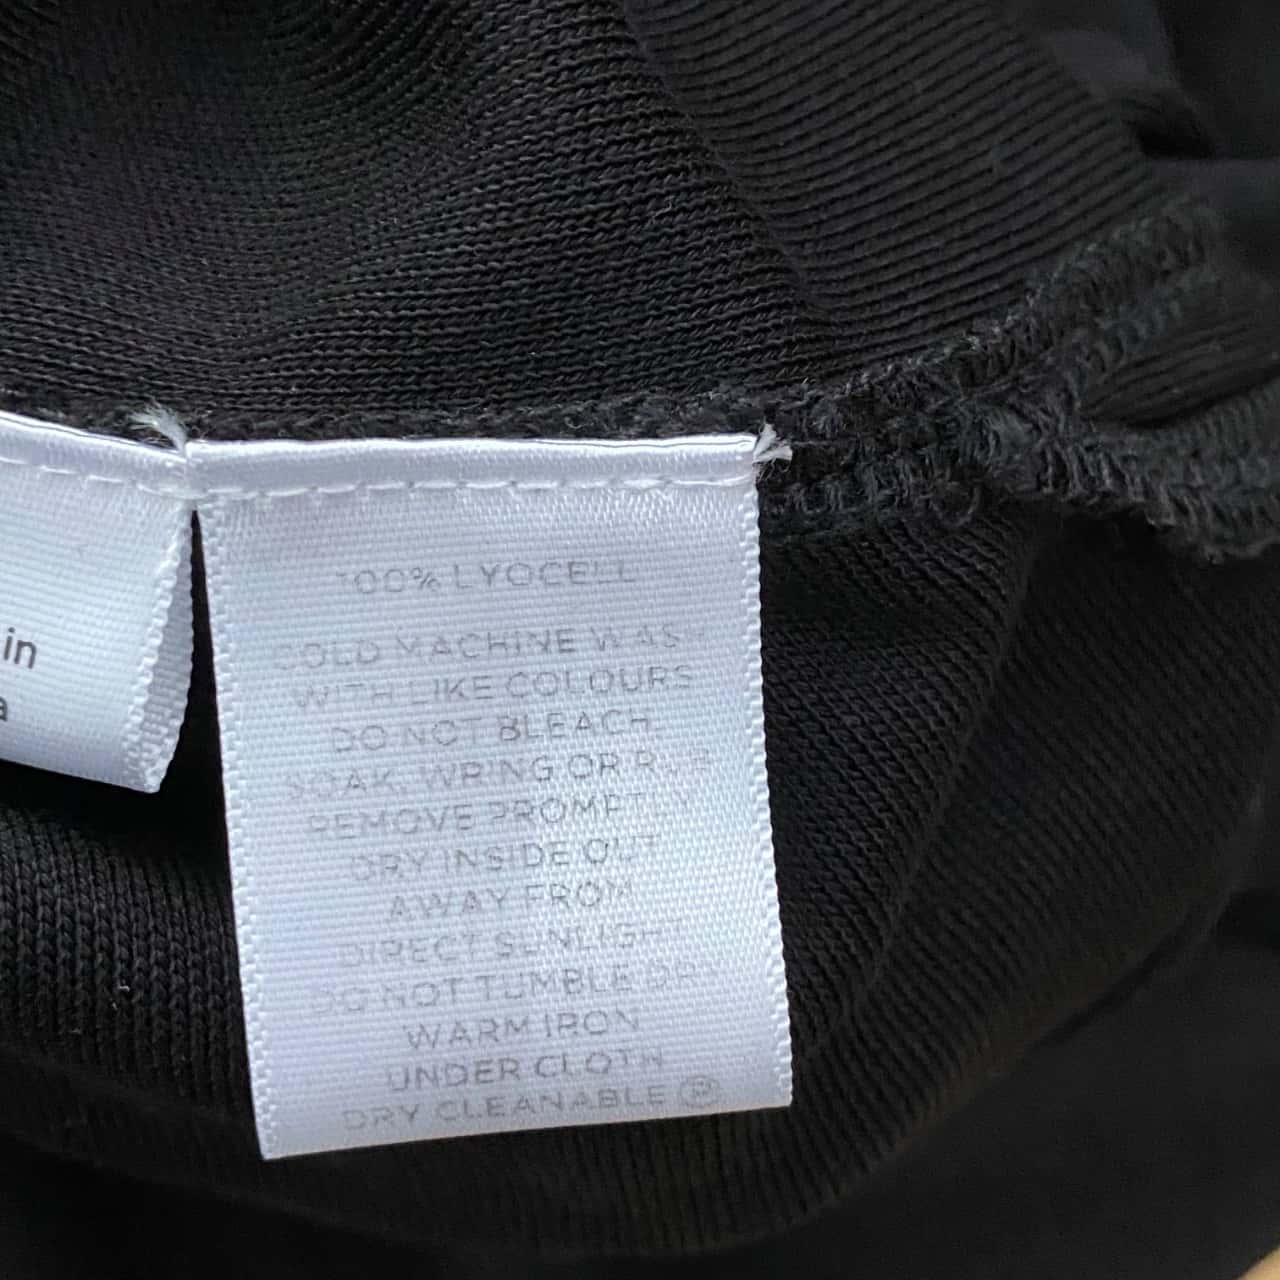 in
a
100% LYOCELL
COLD MACHINE WASH
WITH LIKE COLOURS
DO NOT BLEACH,
SOAK, WRING OR RUB
REMOVE PROMPTLY
DRY INSIDE OUT
AWAY FROM
DIRECT SUNLIGHT
DO NOT TUMBLE DRY
WARM IRON
UNDER CLOTH
DRY CLEANABLE Ⓟ